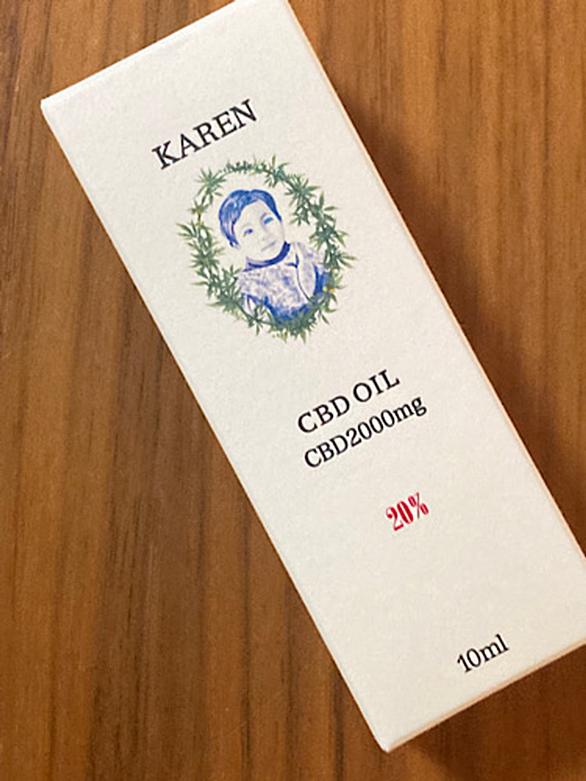 KAREN
CBD OIL
CBD2000mg
20%
10ml